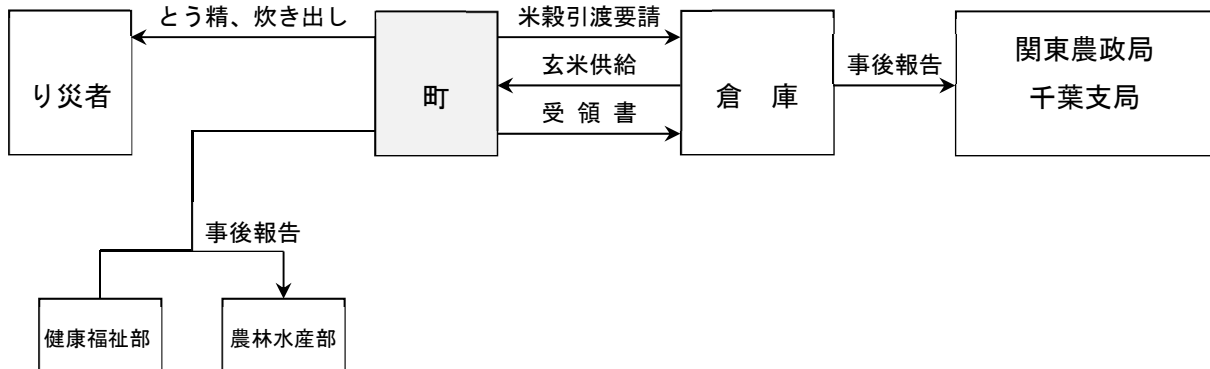 とう精、炊き出し
米穀引渡要請
り災者
町
玄米供給
受 領 書
倉 庫
事後報告
関東農政局
千葉支局
事後報告
健康福祉部
農林水産部